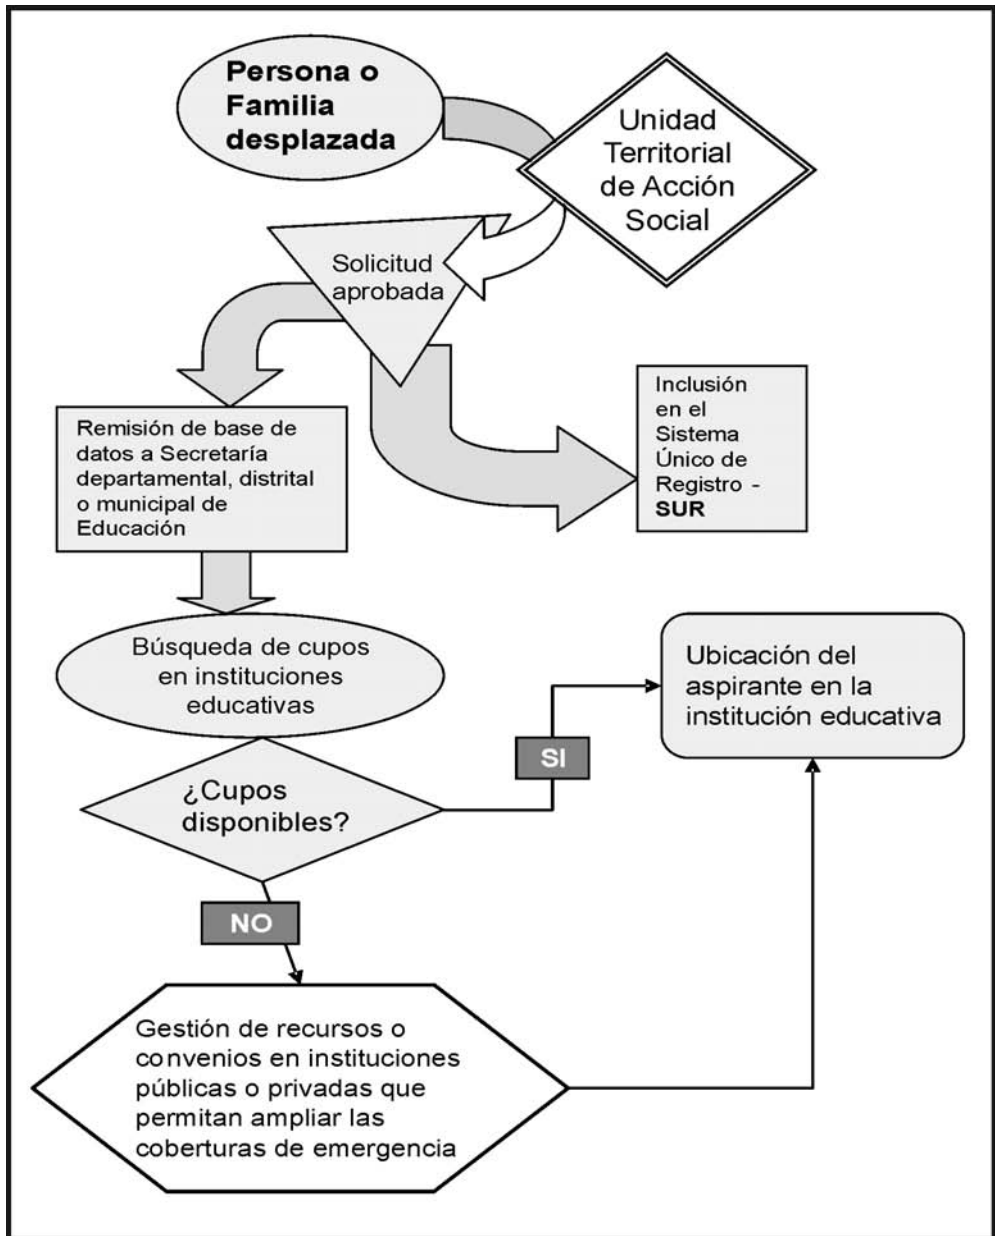 Persona o
Familia
desplazada
Unidad
Territorial
de Acción
Social
Solicitud
aprobada
Remisión de base de
datos a Secretaría
departamental, distrital
o municipal de
Educación
Inclusión
en el
Sistema
Único de
Registro -
SUR
Búsqueda de cupos
en instituciones
educativas
Ubicación del
aspirante en la
institución educativa
SI
¿Cupos
disponibles?
NO
Gestión de recursos o
convenios en instituciones
públicas o privadas que
permitan ampliar las
coberturas de emergencia